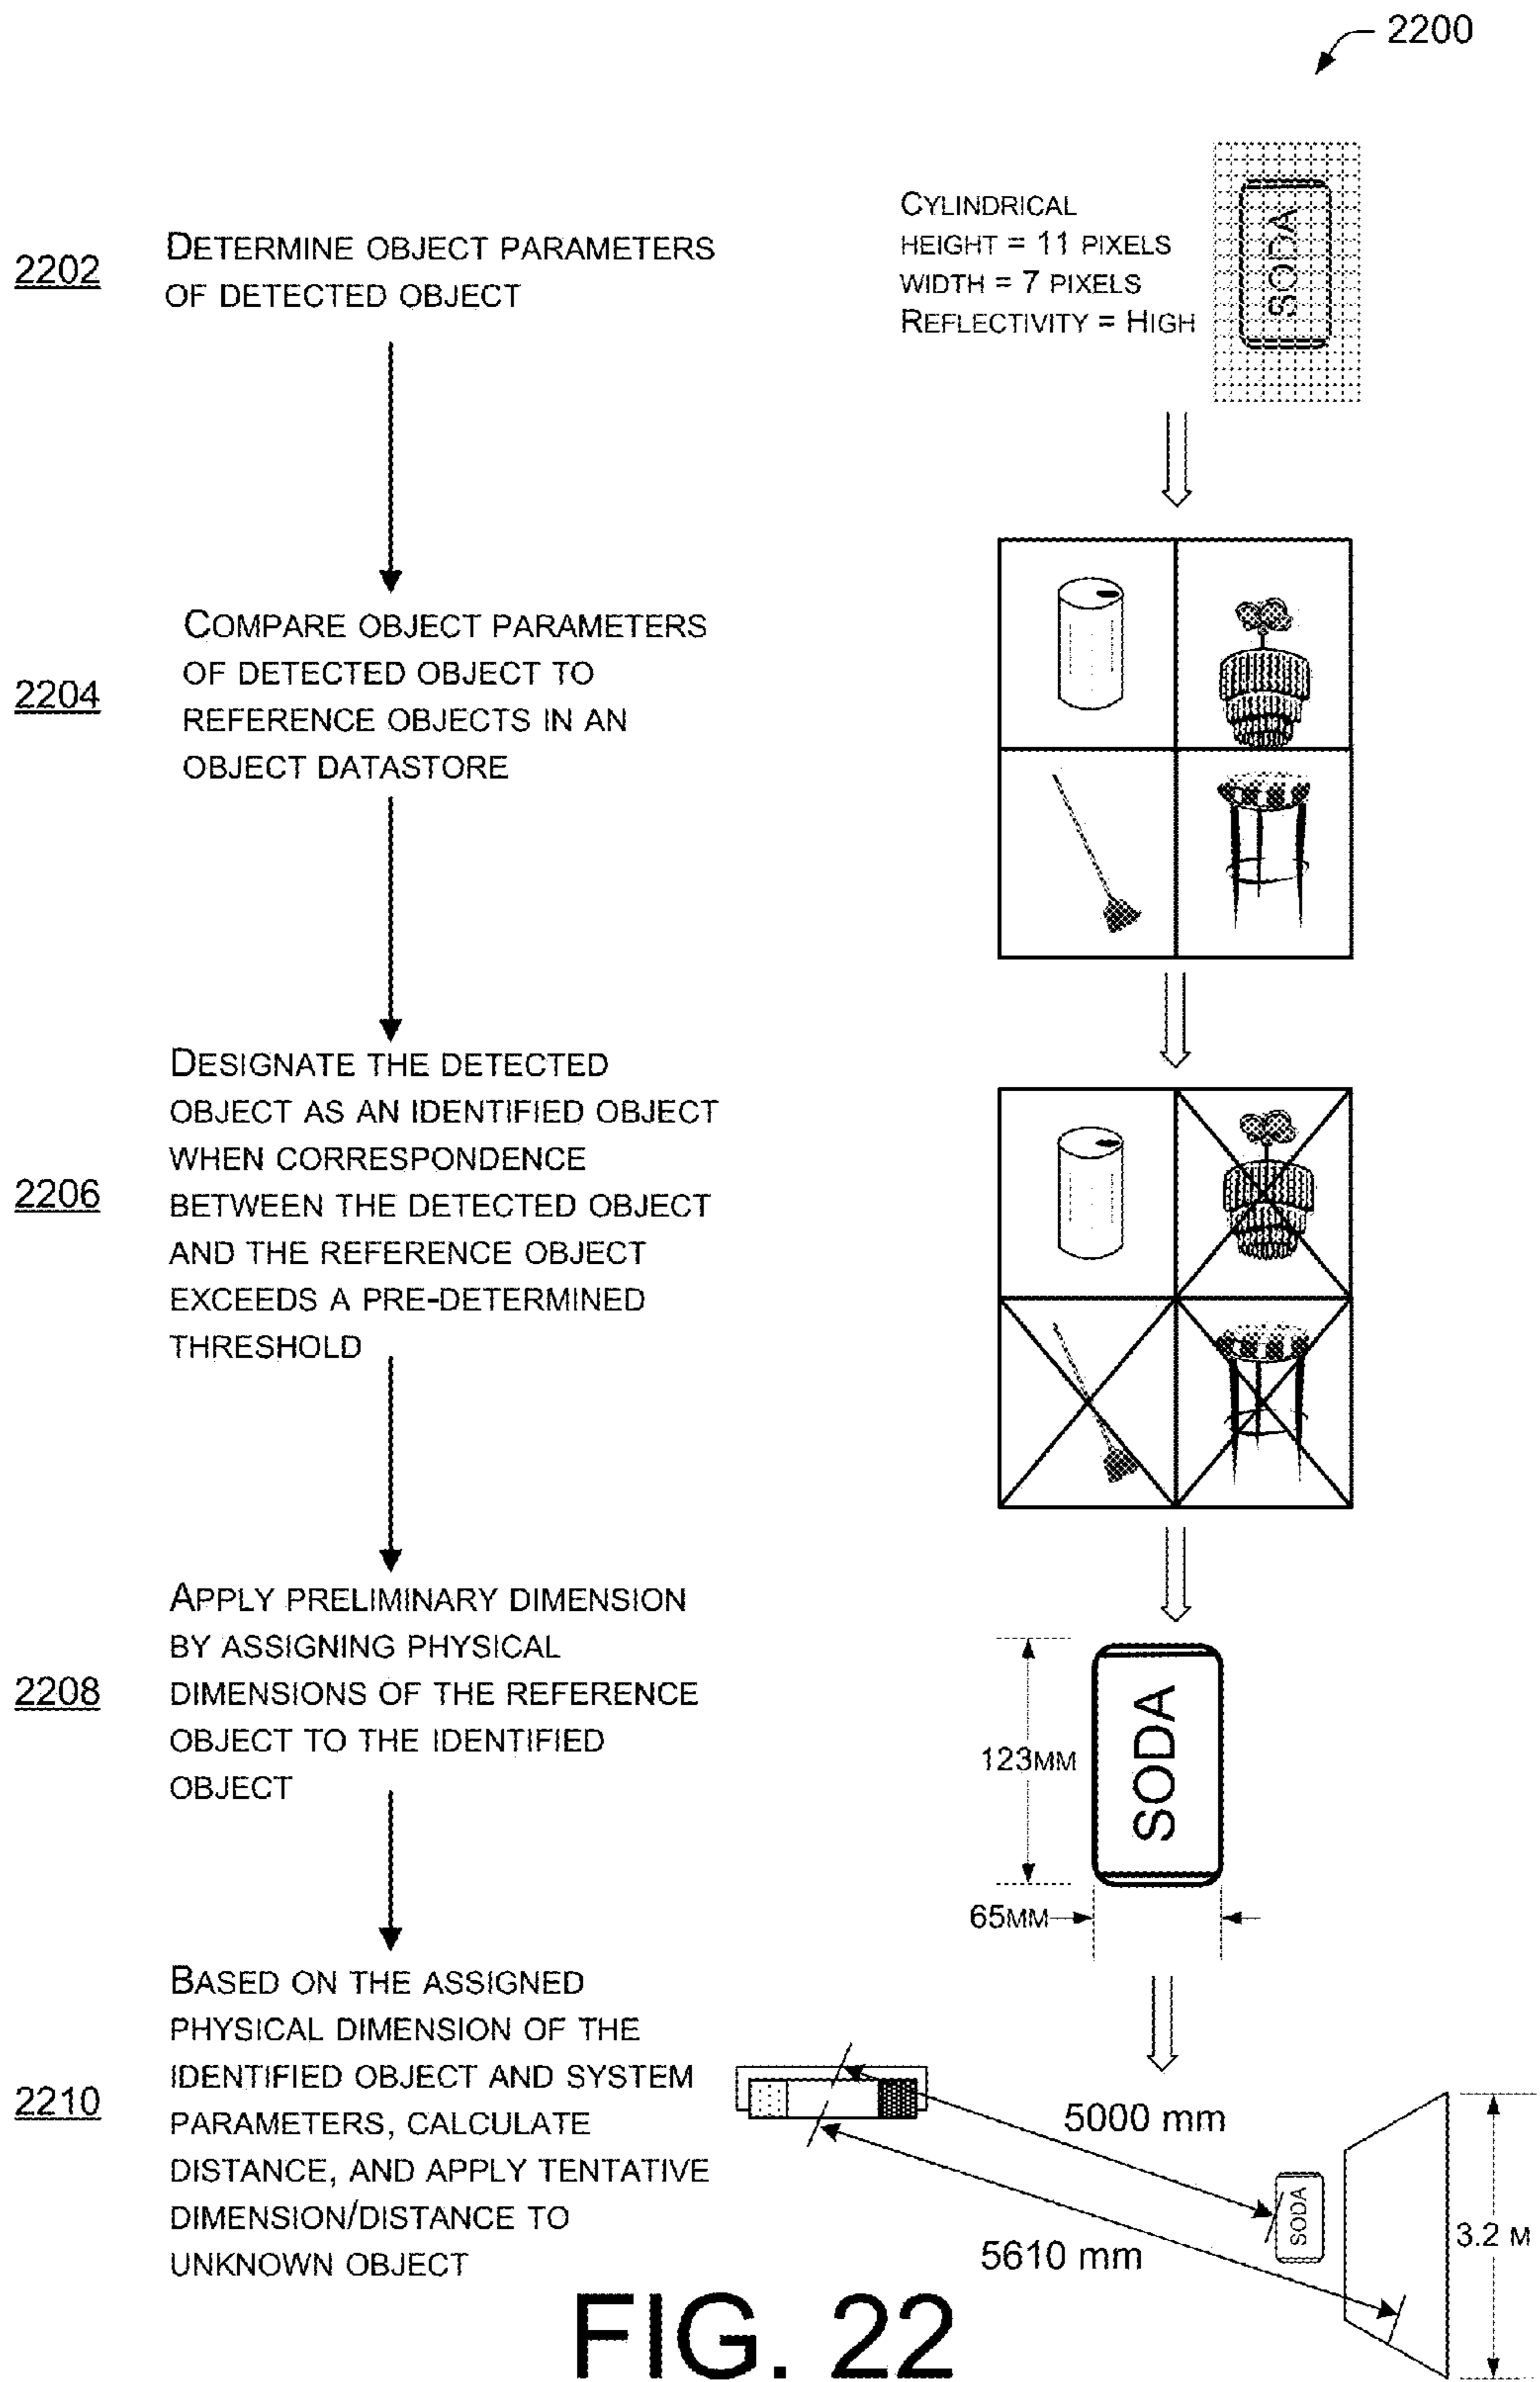 2200
2202
DETERMINE OBJECT PARAMETERS
OF DETECTED OBJECT
CYLINDRICAL
HEIGHT = 11 PIXELS
WIDTH = 7 PIXELS
REFLECTIVITY = HIGH
SODA
2204
COMPARE OBJECT PARAMETERS
OF DETECTED OBJECT TO
REFERENCE OBJECTS IN AN
OBJECT DATASTORE
2206
DESIGNATE THE DETECTED
OBJECT AS AN IDENTIFIED OBJECT
WHEN CORRESPONDENCE
BETWEEN THE DETECTED OBJECT
AND THE REFERENCE OBJECT
EXCEEDS A PRE-DETERMINED
THRESHOLD
2208
APPLY PRELIMINARY DIMENSION
BY ASSIGNING PHYSICAL
DIMENSIONS OF THE REFERENCE
OBJECT TO THE IDENTIFIED
OBJECT
123MM
SODA
65MM
2210
BASED ON THE ASSIGNED
PHYSICAL DIMENSION OF THE
IDENTIFIED OBJECT AND SYSTEM
PARAMETERS, CALCULATE
DISTANCE, AND APPLY TENTATIVE
DIMENSION/DISTANCE TO
UNKNOWN OBJECT
5000 mm
SODA
3.2 M
5610 mm
FIG. 22